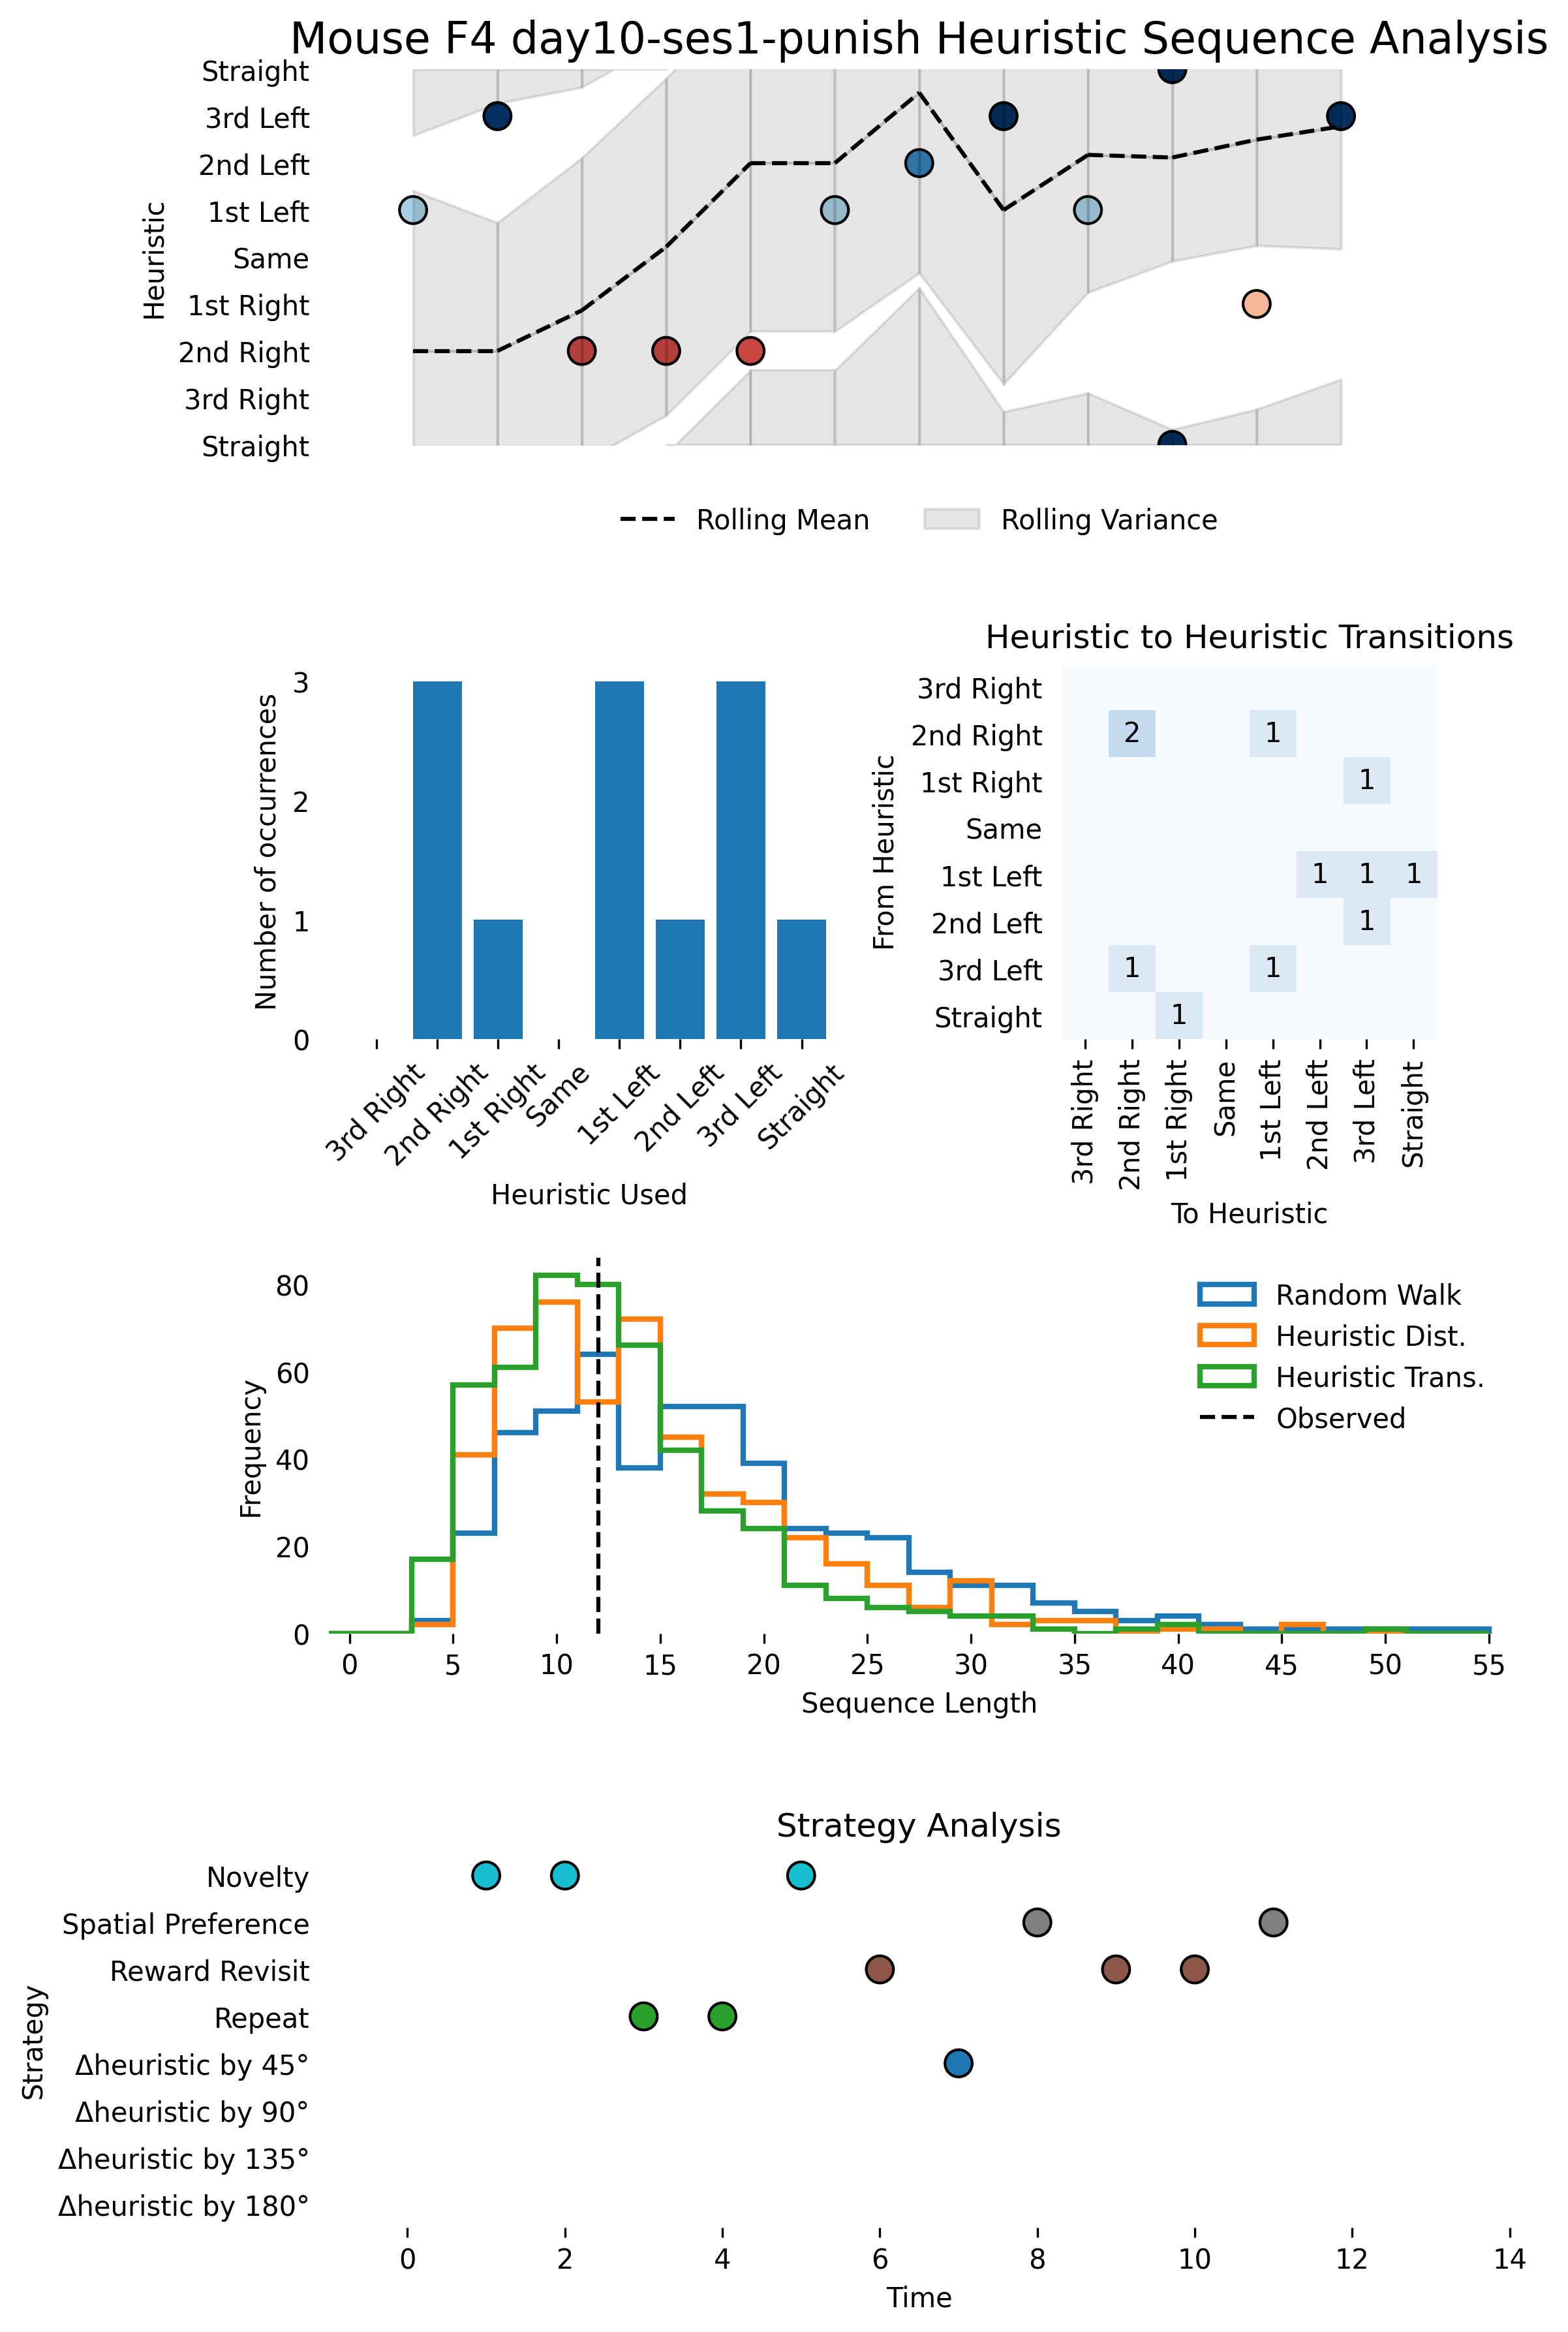 Mouse F4 day10-ses1-punish Heuristic Sequence Analysis
Heuristic
Straight
3rd Left
2nd Left
1st Left
Same
1st Right
2nd Right
3rd Right
Straight
Rolling Mean
Rolling Variance
Number of occurrences
3
2
1
0
3rd Right
2nd Right
1st Right
Same
1st Left
2nd Left
3rd Left
Straight
Heuristic Used
Heuristic to Heuristic Transitions
From Heuristic
3rd Right
2nd Right 2 1
1st Right 1
Same
1st Left 1 1 1
2nd Left 1
3rd Left 1 1
Straight 1
3rd Right
2nd Right
1st Right
Same
1st Left
2nd Left
3rd Left
Straight
To Heuristic
Frequency
80
60
40
20
0
0 5 10 15 20 25 30 35 40 45 50 55
Sequence Length
Random Walk
Heuristic Dist.
Heuristic Trans.
Observed
Strategy Analysis
Strategy
Novelty
Spatial Preference
Reward Revisit
Repeat
Δheuristic by 45°
Δheuristic by 90°
Δheuristic by 135°
Δheuristic by 180°
0 2 4 6 8 10 12 14
Time